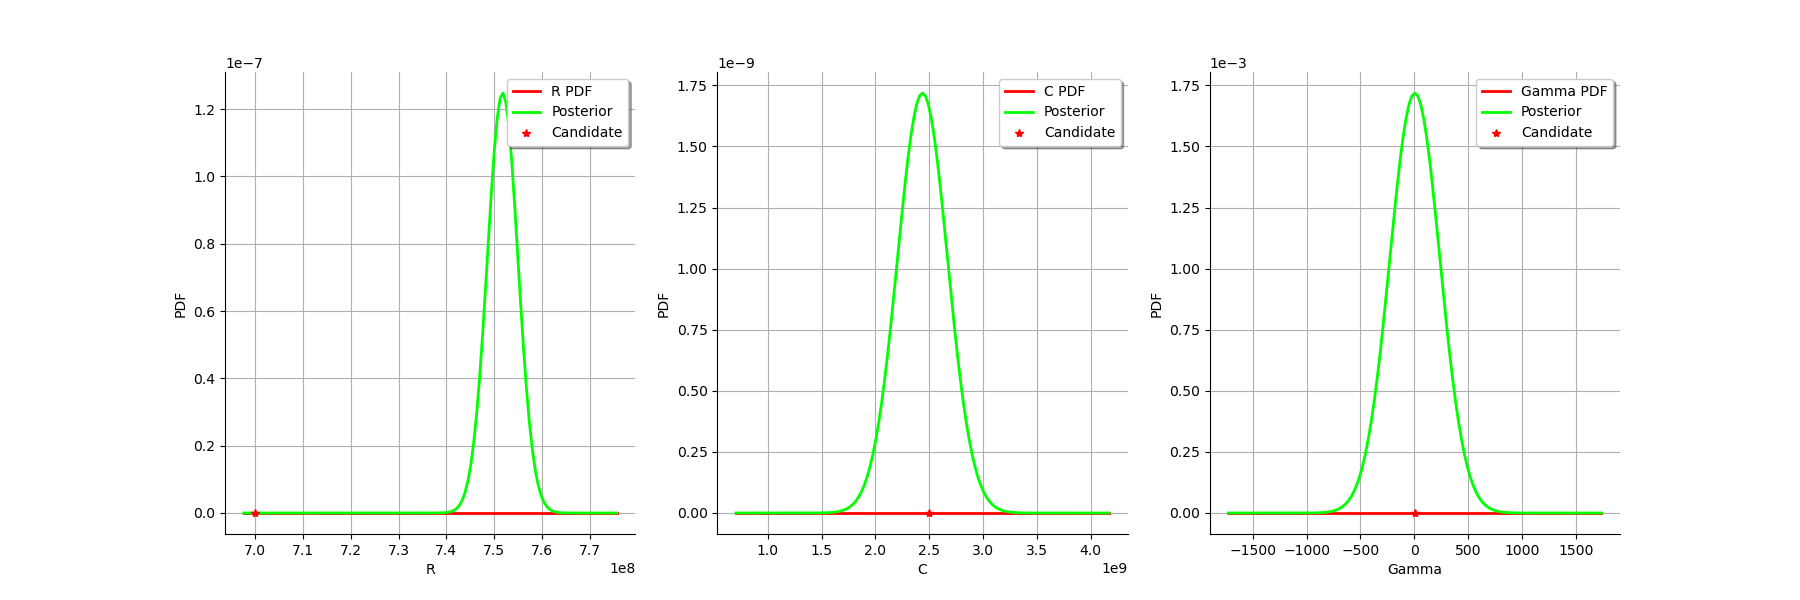 1e−7
R PDF
Posterior
Candidate
1.2
1.0
0.8
0.6
0.4
0.2
0.0
PDF
7.0 7.1 7.2 7.3 7.4 7.5 7.6 7.7
R
1e8
1e−9
C PDF
Posterior
Candidate
1.75
1.50
1.25
1.00
0.75
0.50
0.25
0.00
PDF
1.0 1.5 2.0 2.5 3.0 3.5 4.0
C
1e9
1e−3
Gamma PDF
Posterior
Candidate
1.75
1.50
1.25
1.00
0.75
0.50
0.25
0.00
PDF
−1500 −1000 −500 0 500 1000 1500
Gamma